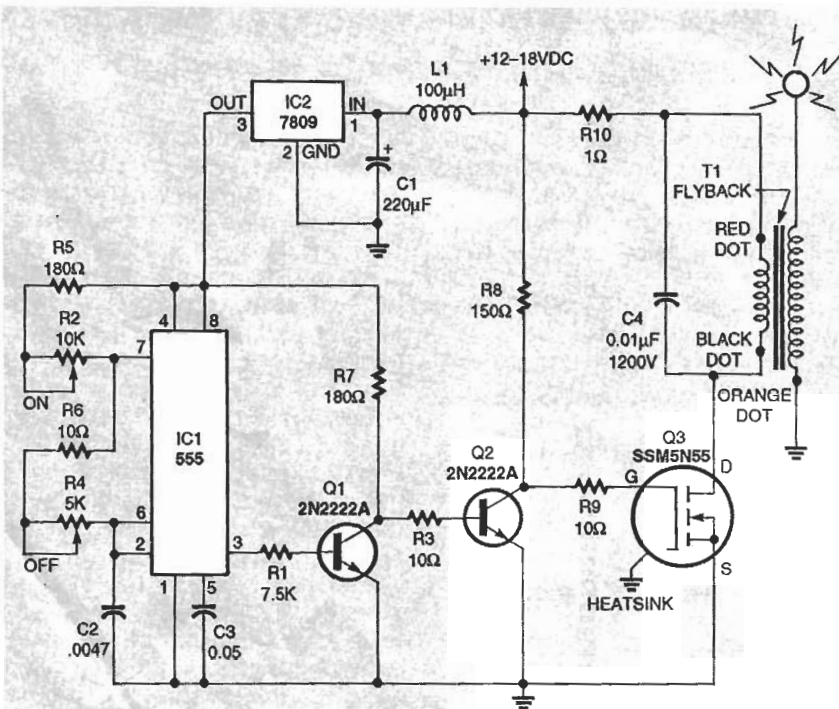 +12–18VDC
L1
100µH
OUT
3
IC2
7809
IN
1
2
GND
+
C1
220µF
R10
1Ω
T1
FLYBACK
RED
DOT
R5
180Ω
R2
10K
ON
R6
10Ω
R4
5K
OFF
4
8
7
6
2
3
1
5
IC1
555
R7
180Ω
R8
150Ω
C4
0.01µF
1200V
BLACK
DOT
ORANGE
DOT
Q1
2N2222A
Q2
2N2222A
Q3
SSM5N55
D
G
S
R1
7.5K
R3
10Ω
R9
10Ω
HEATSINK
C2
.0047
C3
0.05